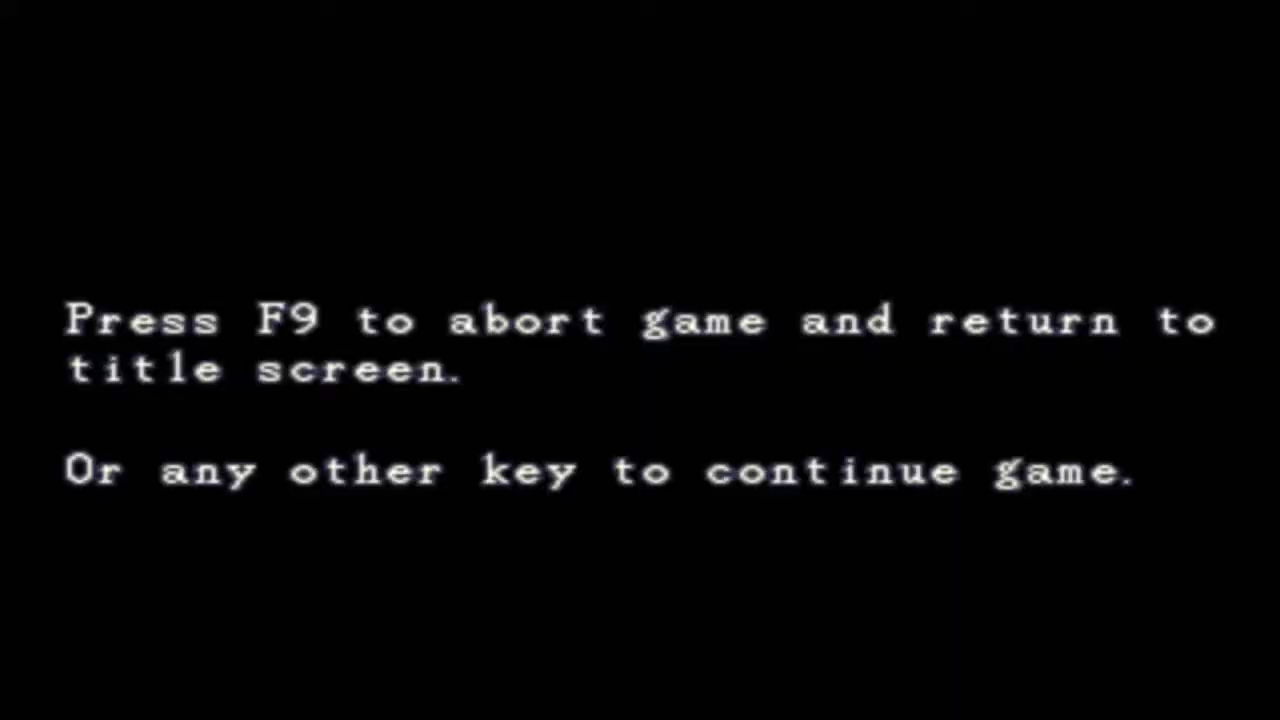 Press F9 to abort game and return to
title screen.
Or any other key to continue game.